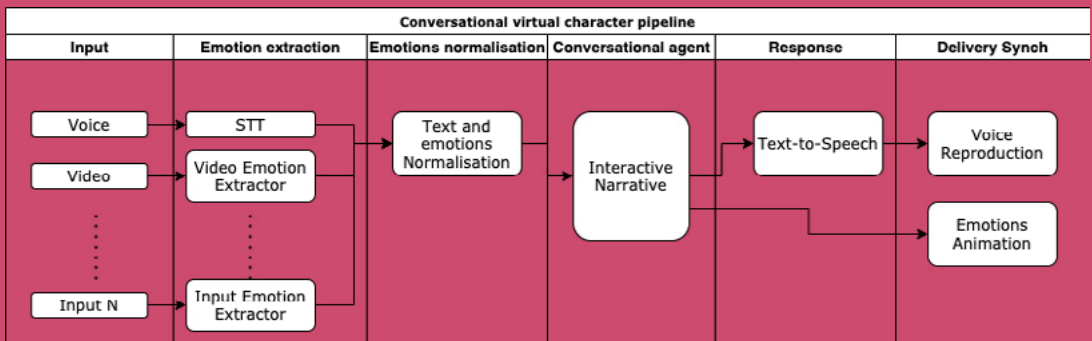 Conversational virtual character pipeline
Input
Emotion extraction
Emotions normalisation
Conversational agent
Response
Delivery Synch
Voice
STT
Text and
emotions
Normalisation
Interactive
Narrative
Text-to-Speech
Voice
Reproduction
Video
Video Emotion
Extractor
Emotions
Animation
Input N
Input Emotion
Extractor